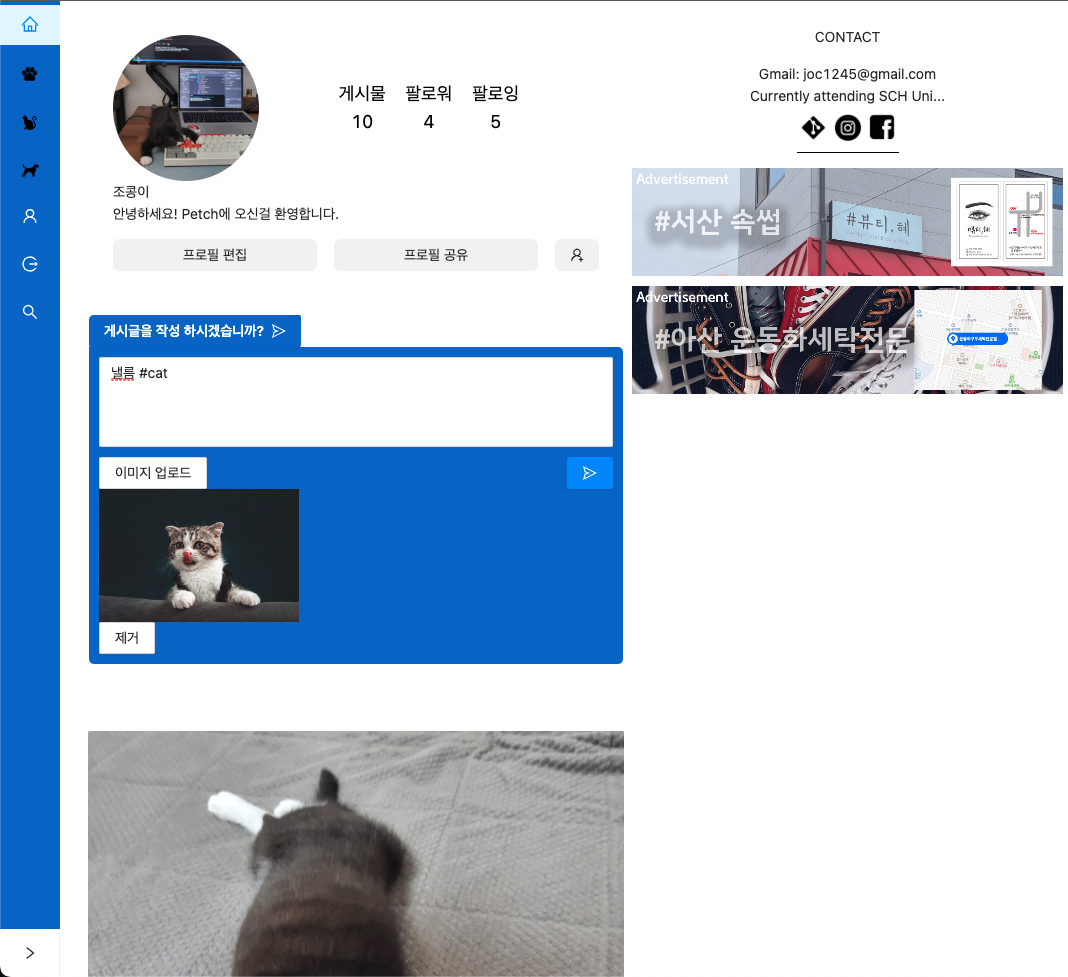 게시물 팔로워 팔로잉
10 4 5
조콩이
안녕하세요! Petch에 오신걸 환영합니다.
프로필 편집 프로필 공유
게시글을 작성 하시겠습니까?
낼름 #cat
이미지 업로드
제거
CONTACT
Gmail: joc1245@gmail.com
Currently attending SCH Uni...
Advertisement
#서산 속썹
#뷰티,혜
Advertisement
#아산 운동화세탁전문